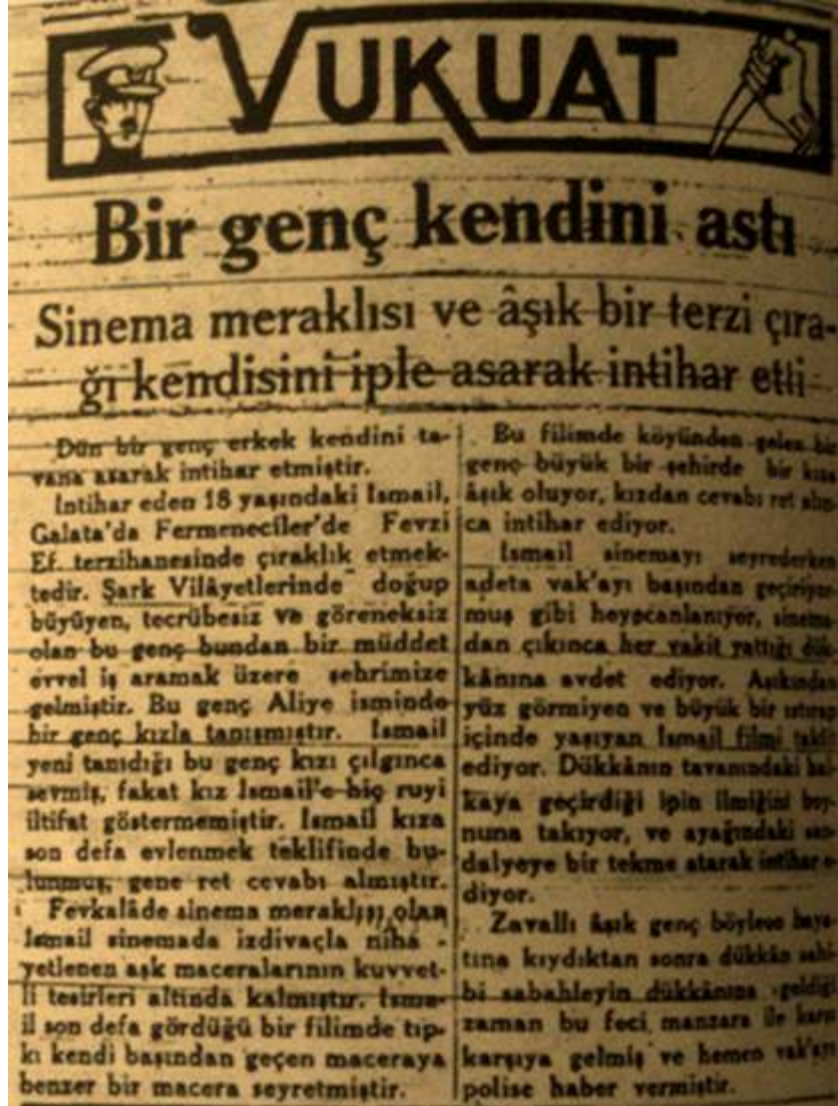 VUKUAT
Bir genç kendini astı
Sinema meraklısı ve âşık bir terzi çıra-
ğı kendisini iple asarak intihar etti
Dün bir genç erkek kendini ta-
vana asarak intihar etmiştir.
Intihar eden 18 yaşındaki Ismail,
Galata'da Fermeneciler'de Fevzi
Ef. terzihanesinde çıraklık etmek-
tedir. Şark Vilâyetlerinde doğup
büyüyen, tecrübesiz ve göreneksiz
olan bu genç bundan bir müddet
evvel iş aramak üzere şehrimize
gelmiştir. Bu genç Aliye isminde
bir genç kızla tanışmıştır. Ismail
yeni tanıdığı bu genç kızı çılgınca
sevmiş, fakat kız Ismail'e hiç ruyi
iltifat göstermemiştir. Ismail kıza
son defa evlenmek teklifinde bu-
lunmuş, gene ret cevabı almıştır.
Fevkalâde sinema meraklısı olan
Ismail sinemada izdivaçla niha -
yetlenen aşk maceralarının kuvvet-
li tesirleri altında kalmıştır. Isma-
il son defa gördüğü bir filimde tıp-
kı kendi başından geçen maceraya
benzer bir macera seyretmiştir.
Bu filimde köyünden gelen bir
genç büyük bir şehirde bir kıza
âşık oluyor, kızdan cevabı ret alın-
ca intihar ediyor.
Ismail sinemayı seyrederken
adeta vak'ayı başından geçiriyor-
muş gibi heyecanlanıyor, sinema-
dan çıkınca her vakit yattığı dük-
kânına avdet ediyor. Aşkından
yüz görmiyen ve büyük bir ıstırap
içinde yaşıyan Ismail filmi taklit
ediyor. Dükkânın tavanındaki hal-
kaya geçirdiği ipin ilmiğini boy-
nuna takıyor, ve ayağındaki san-
dalyeye bir tekme atarak intihar e-
diyor.
Zavallı âşık genç böylece haya-
tına kıydıktan sonra dükkân sahi-
bi sabahleyin dükkânına geldiği
zaman bu feci manzara ile karşı
karşıya gelmiş ve hemen vak'ayı
polise haber vermiştir.